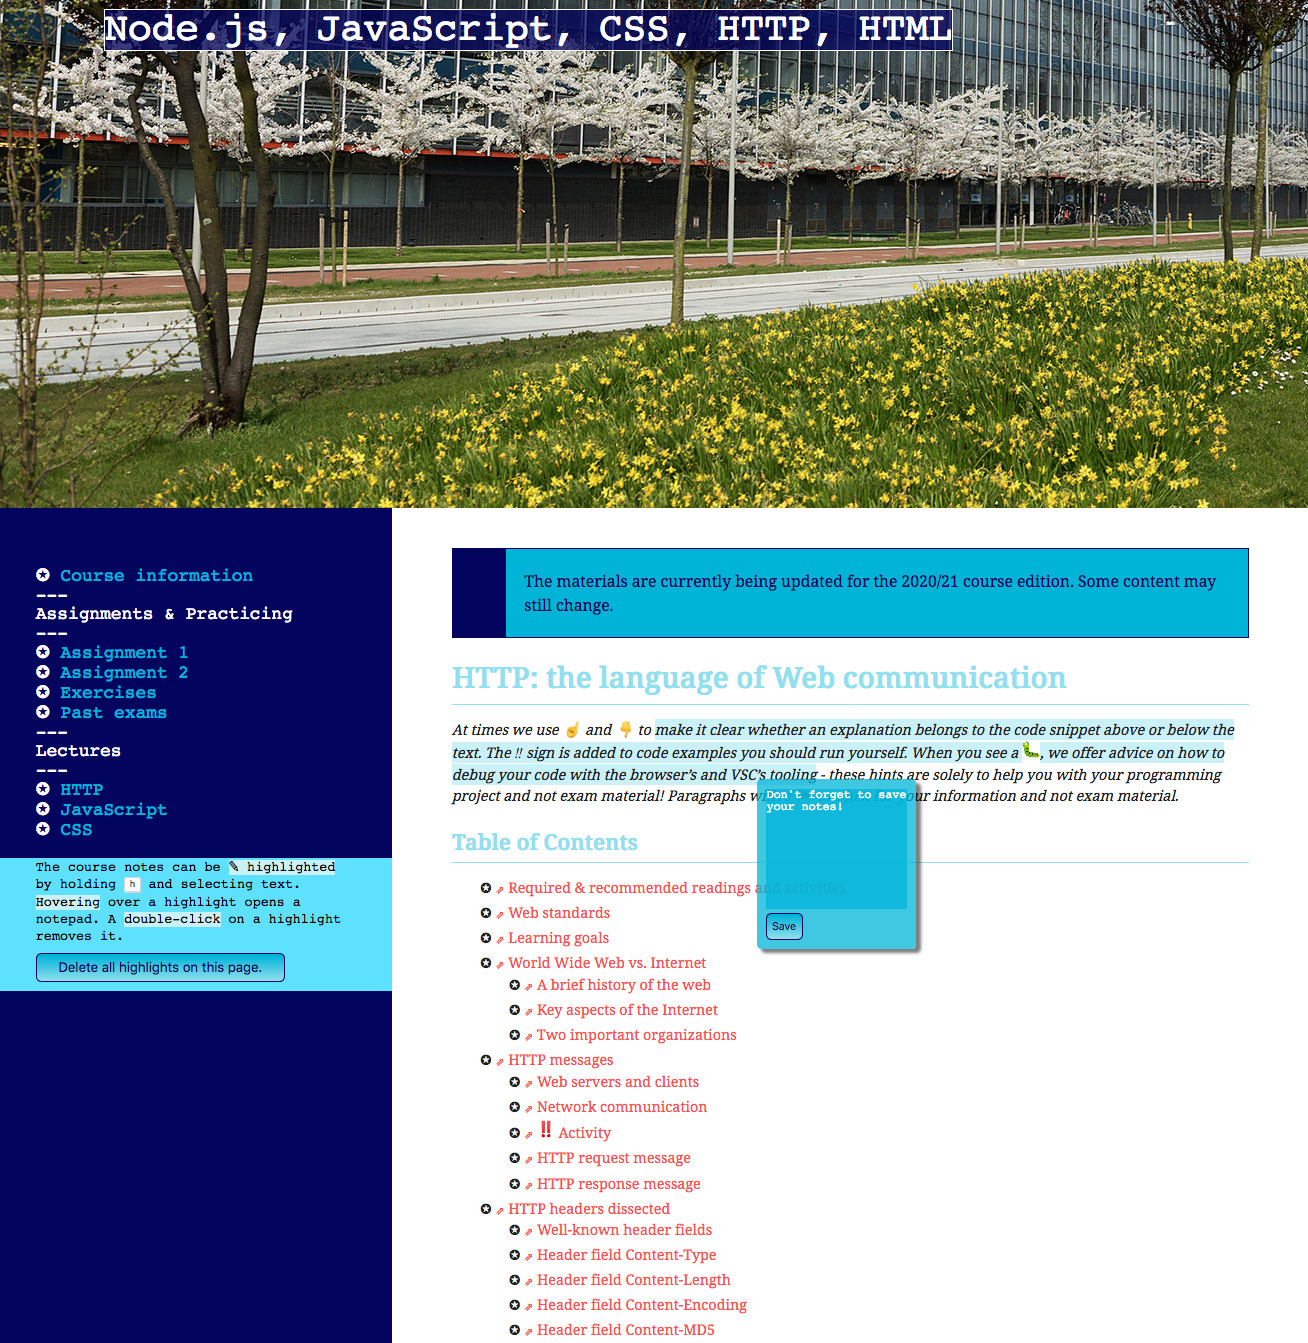 Node.js, JavaScript, CSS, HTTP, HTML
✪ Course information
---
Assignments & Practicing
---
✪ Assignment 1
✪ Assignment 2
✪ Exercises
✪ Past exams
---
Lectures
---
✪ HTTP
✪ JavaScript
✪ CSS
The course notes can be ✎ highlighted
by holding h and selecting text.
Hovering over a highlight opens a
notepad. A double-click on a highlight
removes it.
Delete all highlights on this page.
The materials are currently being updated for the 2020/21 course edition. Some content may
still change.
HTTP: the language of Web communication
At times we use ☝ and 👇 to make it clear whether an explanation belongs to the code snippet above or below the
text. The ‼ sign is added to code examples you should run yourself. When you see a 🐛, we offer advice on how to
debug your code with the browser's and VSC's tooling - these hints are solely to help you with your programming
project and not exam material! Paragraphs your information and not exam material.
Don't forget to save
your notes!
Save
Table of Contents
✪ ⇗ Required & recommended readings and activities
✪ ⇗ Web standards
✪ ⇗ Learning goals
✪ ⇗ World Wide Web vs. Internet
✪ ⇗ A brief history of the web
✪ ⇗ Key aspects of the Internet
✪ ⇗ Two important organizations
✪ ⇗ HTTP messages
✪ ⇗ Web servers and clients
✪ ⇗ Network communication
✪ ⇗ ‼ Activity
✪ ⇗ HTTP request message
✪ ⇗ HTTP response message
✪ ⇗ HTTP headers dissected
✪ ⇗ Well-known header fields
✪ ⇗ Header field Content-Type
✪ ⇗ Header field Content-Length
✪ ⇗ Header field Content-Encoding
✪ ⇗ Header field Content-MD5